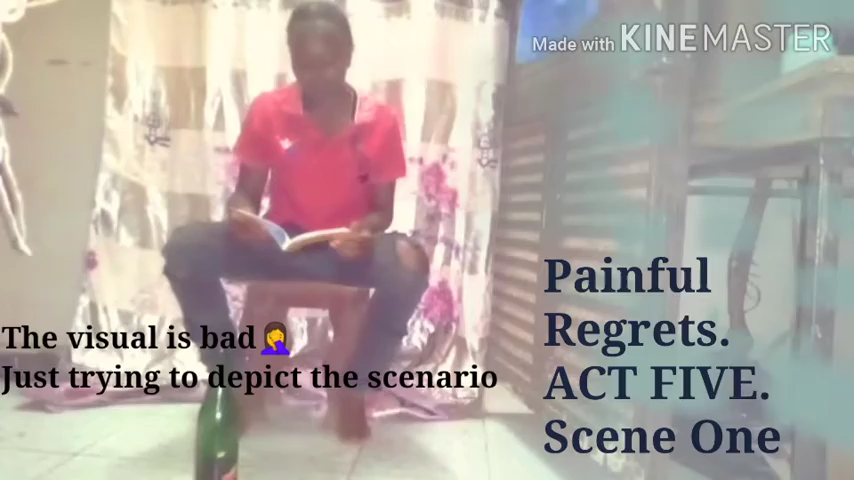 Made with KINEMASTER
The visual is bad🤦‍♀️
Just trying to depict the scenario
Painful
Regrets.
ACT FIVE.
Scene One